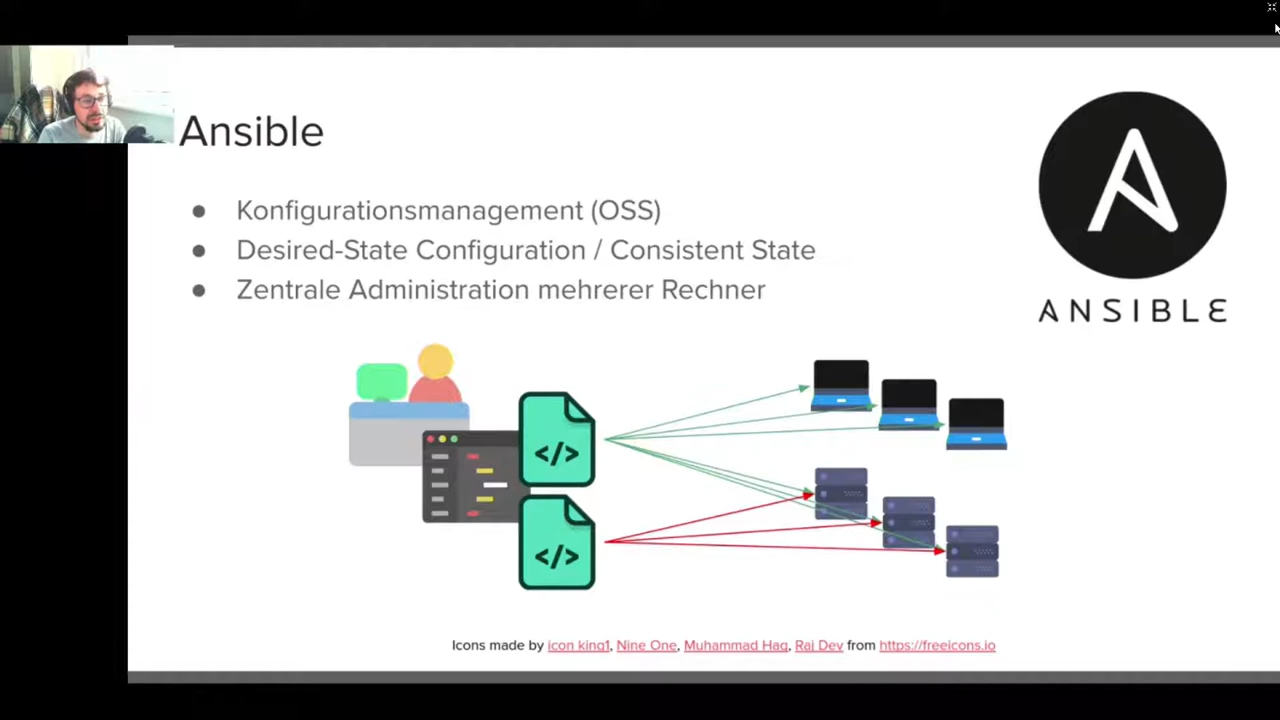 Ansible
● Konfigurationsmanagement (OSS)
● Desired-State Configuration / Consistent State
● Zentrale Administration mehrerer Rechner
ANSIBLE
</>
</>
Icons made by icon king1, Nine One, Muhammad Haq, Raj Dev from https://freeicons.io